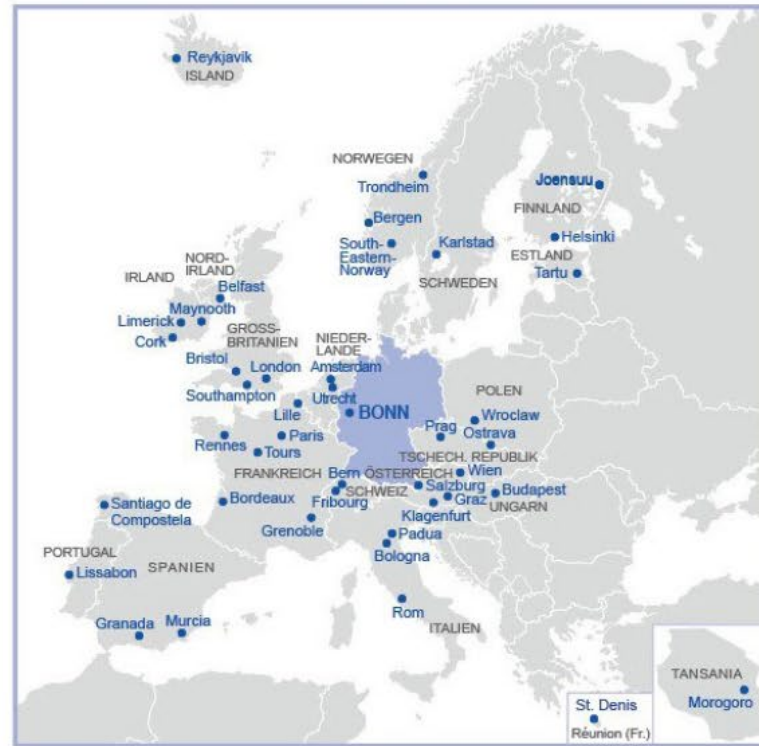 Reykjavik
ISLAND
NORWEGEN
Trondheim
Joensuu
FINNLAND
Bergen
Helsinki
South-
Eastern-
Norway
Karlstad
ESTLAND
Tartu
SCHWEDEN
NORD-
IRLAND
IRLAND
Belfast
Maynooth
Limerick
Cork
GROSS-
BRITANIEN
NIEDER-
LANDE
Bristol
London
Amsterdam
Southampton
Utrecht
POLEN
Lille
BONN
Wroclaw
Prag
Ostrava
Rennes
Paris
Tours
TSCHECH. REPUBLIK
FRANKREICH
Bern
ÖSTERREICH
Wien
Salzburg
SCHWEIZ
Fribourg
Graz
Budapest
UNGARN
Klagenfurt
Bordeaux
Grenoble
Santiago de
Compostela
Padua
Bologna
PORTUGAL
SPANIEN
Lissabon
Rom
ITALIEN
Granada
Murcia
TANSANIA
Morogoro
St. Denis
Réunion (Fr.)